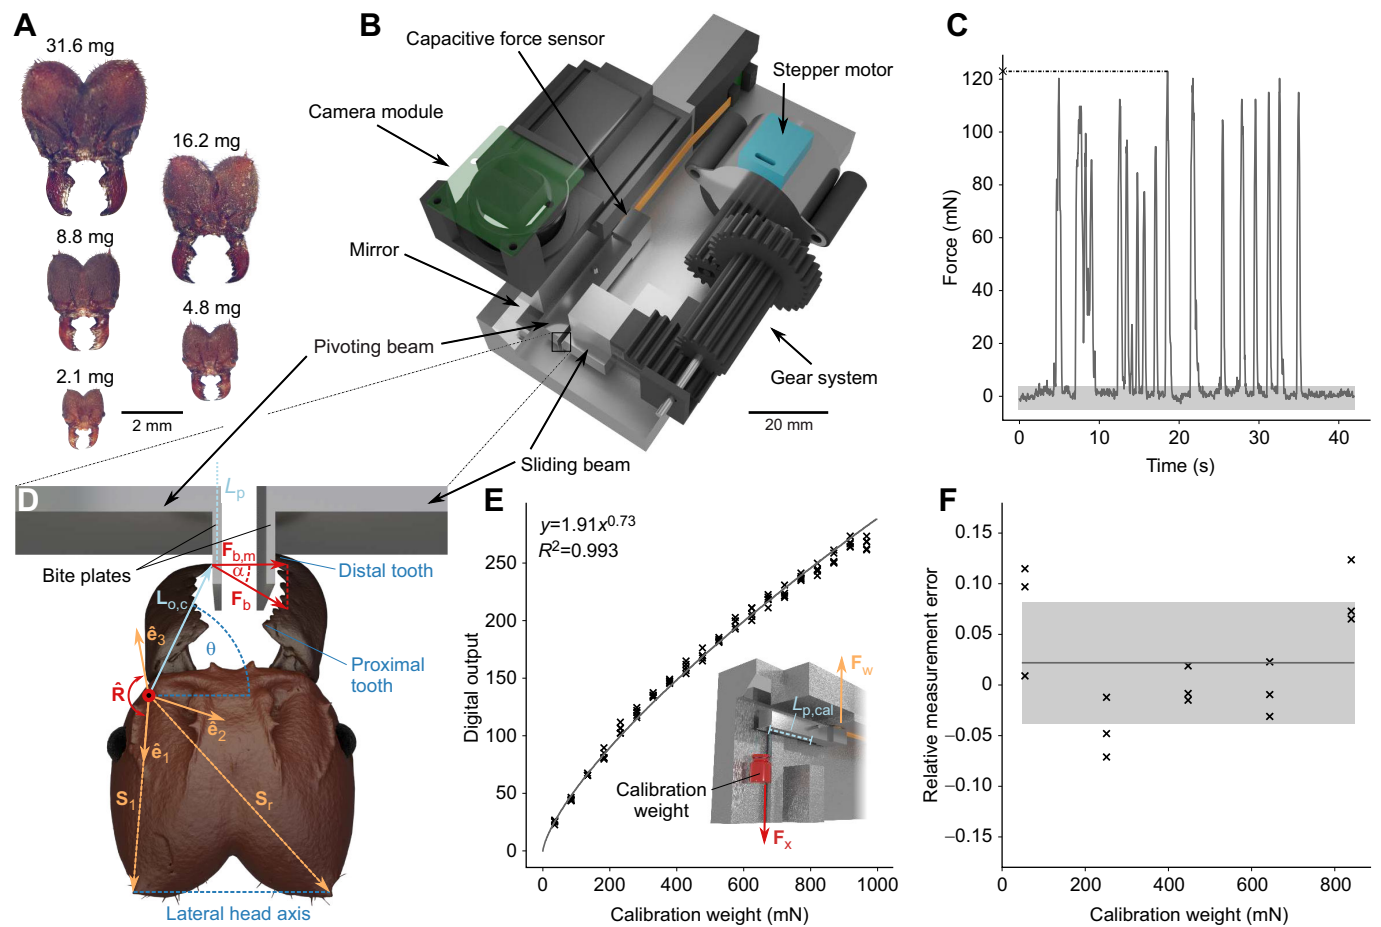 A
31.6 mg
16.2 mg
8.8 mg
4.8 mg
2.1 mg
2 mm
B
Capacitive force sensor
Stepper motor
Camera module
Mirror
Pivoting beam
Gear system
20 mm
Sliding beam
C
Force (mN)
120
100
80
60
40
20
0
0 10 20 30 40
Time (s)
D
Lp
Bite plates
Fb,m
α
Fb
Distal tooth
Lo,c
ê3
θ
Proximal
tooth
R̂
ê2
ê1
S1
Sr
Lateral head axis
E
y=1.91x^0.73
R²=0.993
Digital output
250
200
150
100
50
0
Fw
Lp,cal
Calibration
weight
Fx
0 200 400 600 800 1000
Calibration weight (mN)
F
Relative measurement error
0.15
0.10
0.05
0
−0.05
−0.10
−0.15
0 200 400 600 800
Calibration weight (mN)